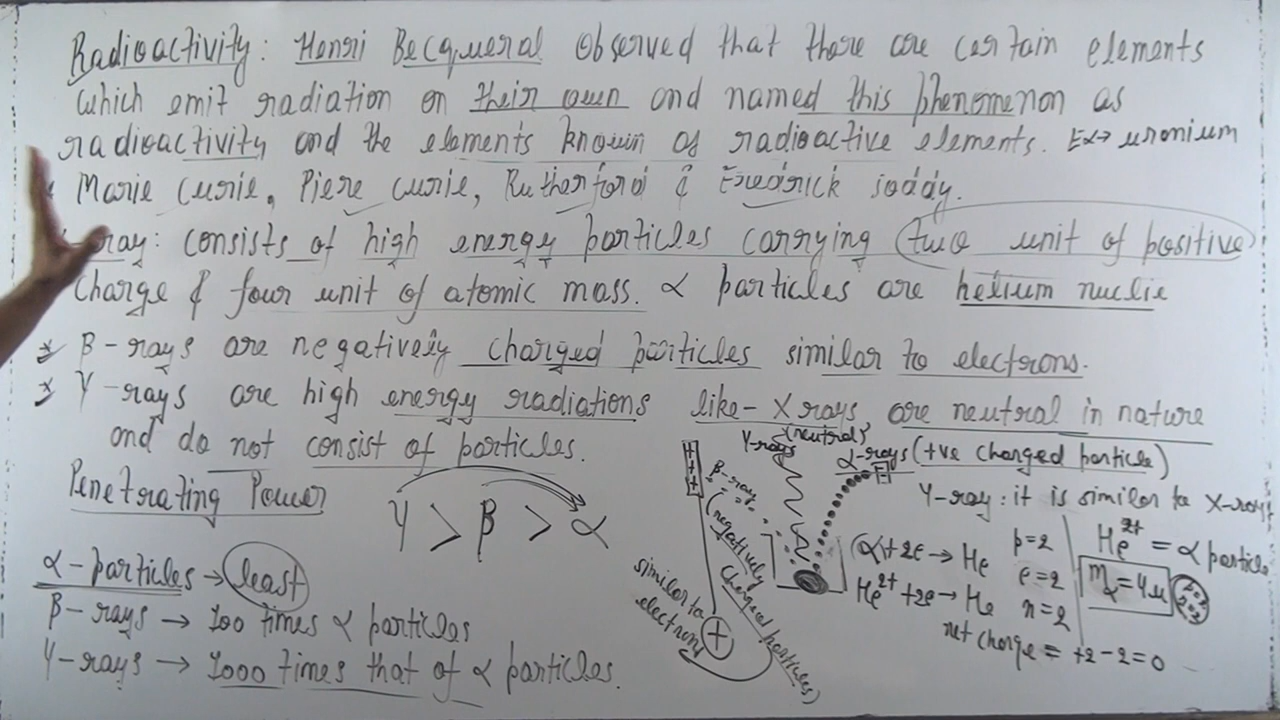 Radioactivity: Henri Becqueral observed that there are certain elements
which emit radiation on their own and named this phenomenon as
radioactivity and the elements known of radioactive elements. Ex→ uranium
Marie Curie, Piere curie, Rutherford & Fredrick soddy.
-ray: consists of high energy particles carrying two unit of positive
charge & four unit of atomic mass. α particles are helium nuclie
* β-rays are negatively charged particles similar to electrons.
* γ-rays are high energy radiations like- X rays are neutral in nature
and do not consist of particles.
Penetrating Power
γ > β > α
α-particles → least
β-rays → 100 times α particles
γ-rays → 1000 times that of α particles.
+ + +
γ-rays (neutral)
α-rays (+ve charged particle)
β-ray
(negatively charged particles)
similar to
electron
+
γ-ray: it is similar to X-rays
α+2e → He
He²⁺+2e → He
p=2
e=2
n=2
net charge = +2-2=0
He²⁺ = α particle
mα=4u